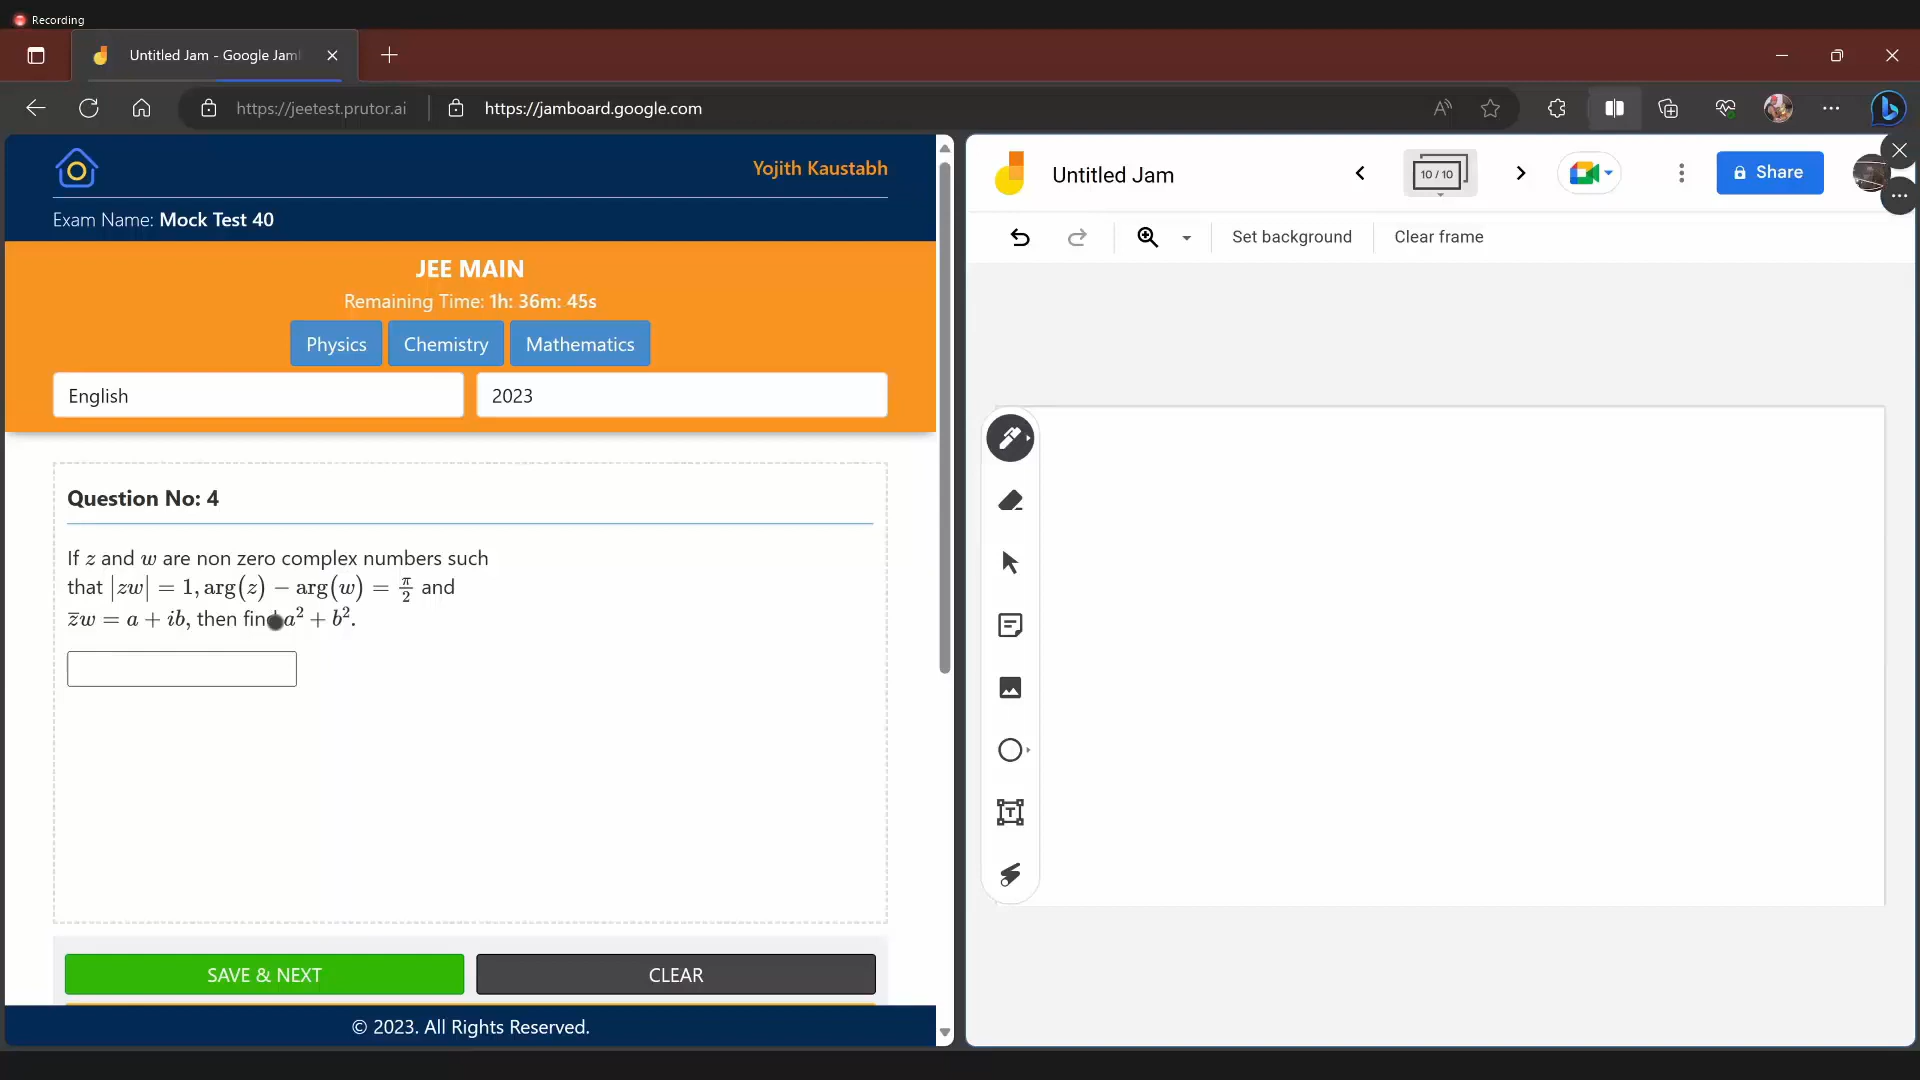 Recording
Untitled Jam - Google Jam
https://jeetest.prutor.ai
https://jamboard.google.com
Yojith Kaustabh
Exam Name: Mock Test 40
JEE MAIN
Remaining Time: 1h: 36m: 45s
Physics
Chemistry
Mathematics
English
2023
Question No: 4
If z and w are non zero complex numbers such
that |zw| = 1, arg(z) − arg(w) = π/2 and
z̅w = a + ib, then find a² + b².
SAVE & NEXT
CLEAR
© 2023. All Rights Reserved.
Untitled Jam
10 / 10
Share
Set background
Clear frame